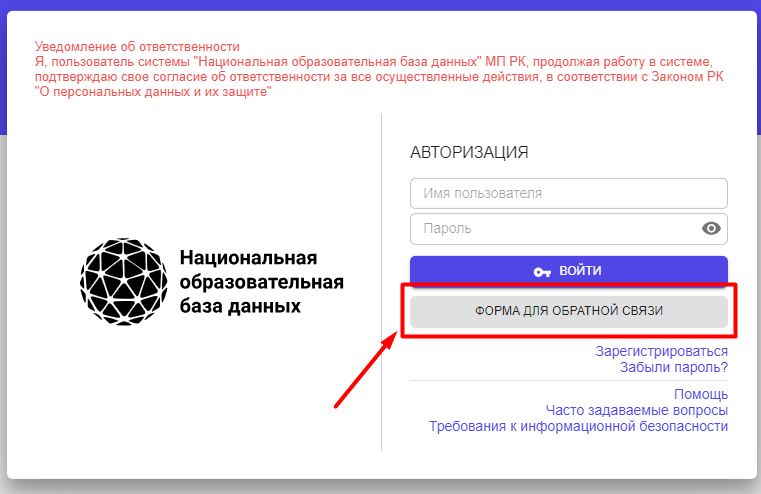 Уведомление об ответственности
Я, пользователь системы "Национальная образовательная база данных" МП РК, продолжая работу в системе,
подтверждаю свое согласие об ответственности за все осуществленные действия, в соответствии с Законом РК
"О персональных данных и их защите"
Национальная
образовательная
база данных
АВТОРИЗАЦИЯ
Имя пользователя
Пароль
ВОЙТИ
ФОРМА ДЛЯ ОБРАТНОЙ СВЯЗИ
Зарегистрироваться
Забыли пароль?
Помощь
Часто задаваемые вопросы
Требования к информационной безопасности